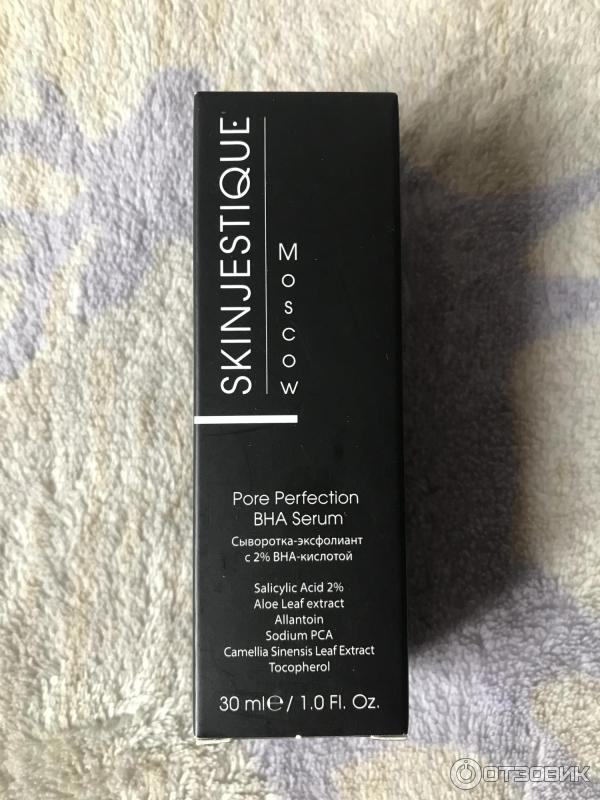 SKINJESTIQUE
Moscow
Pore Perfection
BHA Serum
Сыворотка-эксфолиант
с 2% BHA-кислотой
Salicylic Acid 2%
Aloe Leaf extract
Allantoin
Sodium PCA
Camellia Sinensis Leaf Extract
Tocopherol
30 ml℮ / 1.0 Fl. Oz.
ОТЗОВИК